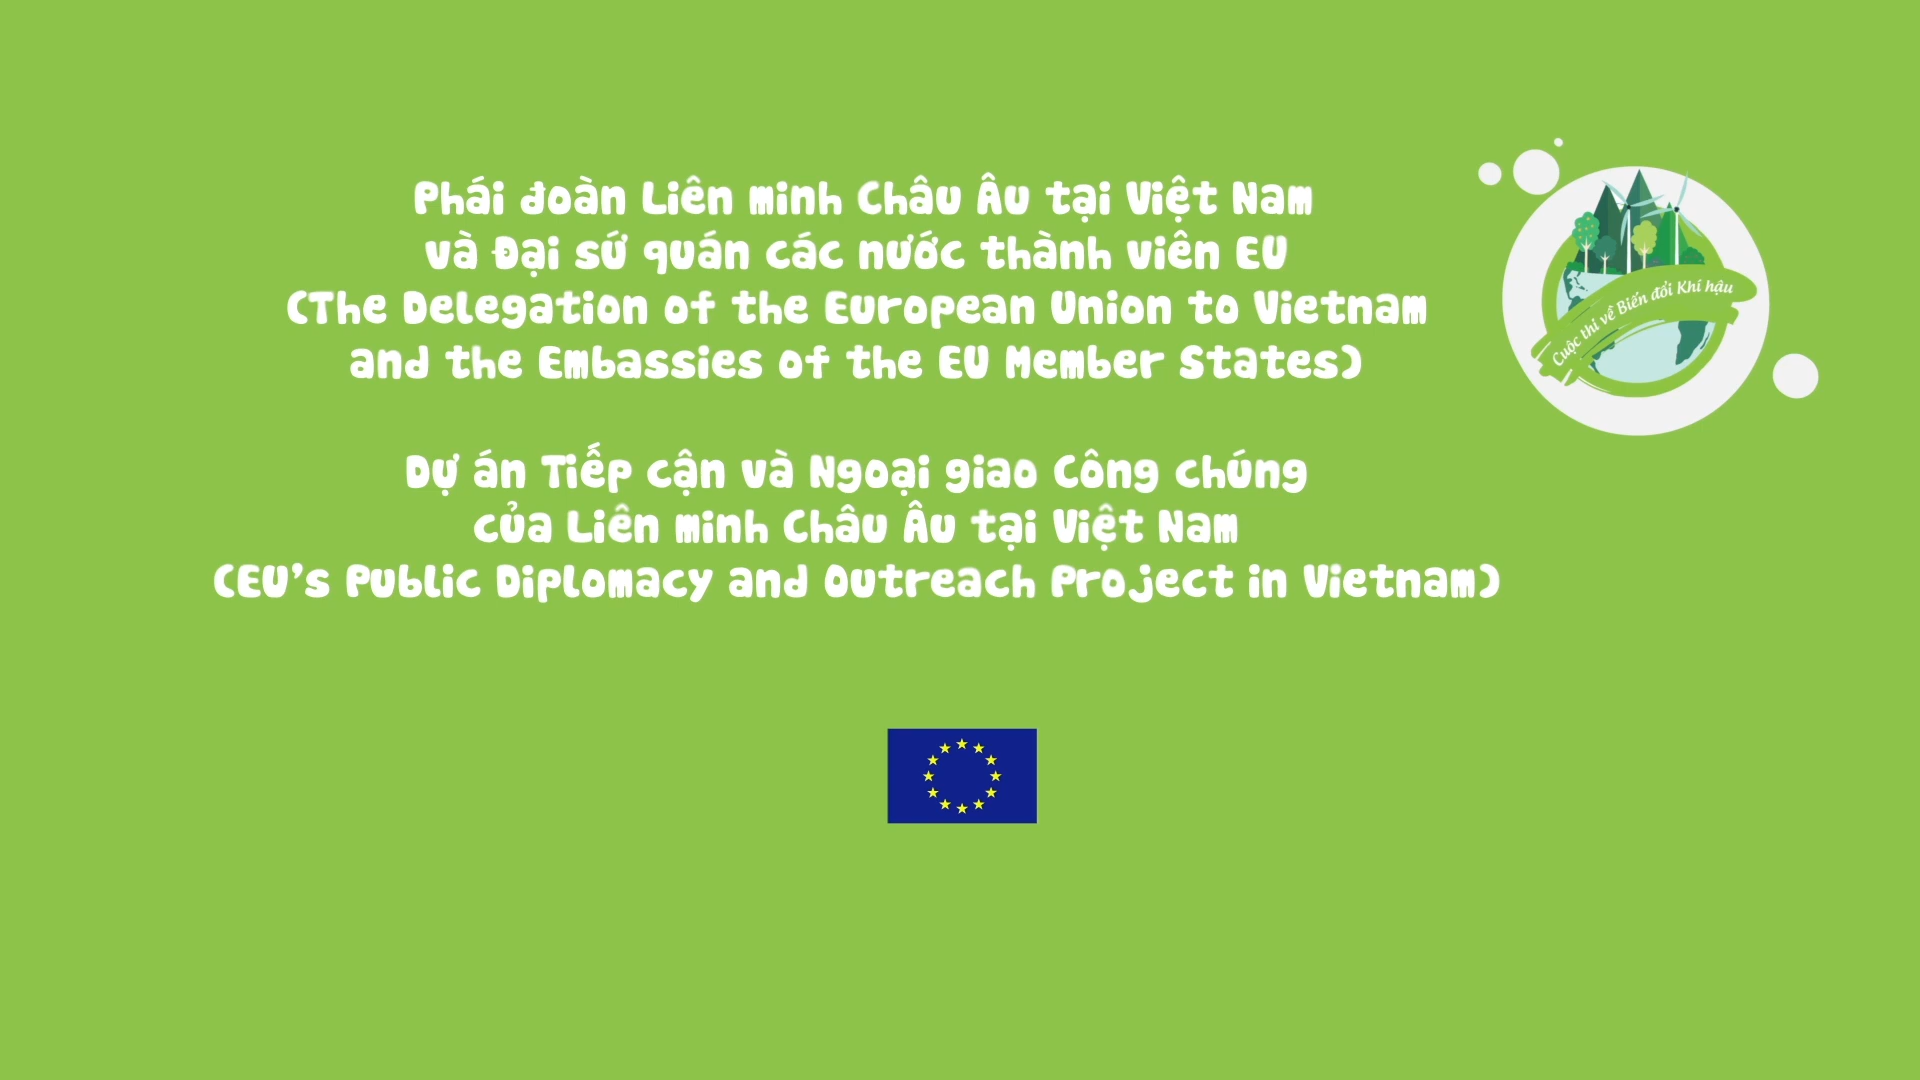 Phái đoàn Liên minh Châu Âu tại Việt Nam
và Đại sứ quán các nước thành viên EU
(The Delegation of the European Union to Vietnam
and the Embassies of the EU Member States)
Dự án Tiếp cận và Ngoại giao Công chúng
của Liên minh Châu Âu tại Việt Nam
(EU's Public Diplomacy and Outreach Project in Vietnam)
Cuộc thi về Biến đổi Khí hậu